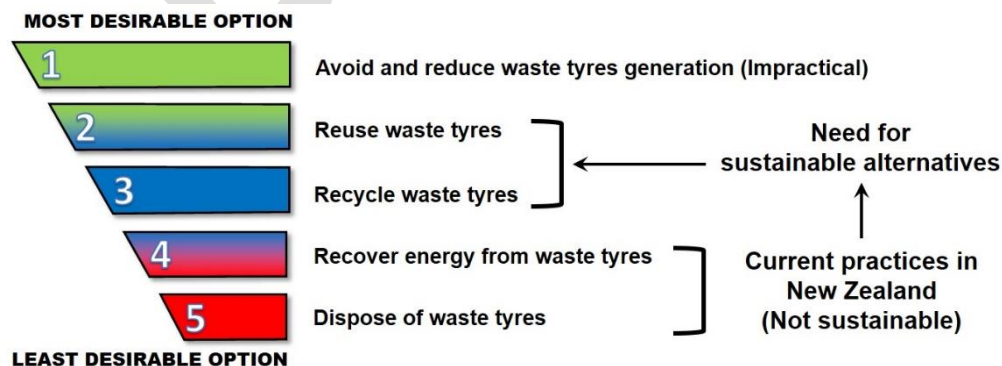 MOST DESIRABLE OPTION
1 Avoid and reduce waste tyres generation (Impractical)
2 Reuse waste tyres
3 Recycle waste tyres
4 Recover energy from waste tyres
5 Dispose of waste tyres
LEAST DESIRABLE OPTION
Need for
sustainable alternatives
Current practices in
New Zealand
(Not sustainable)